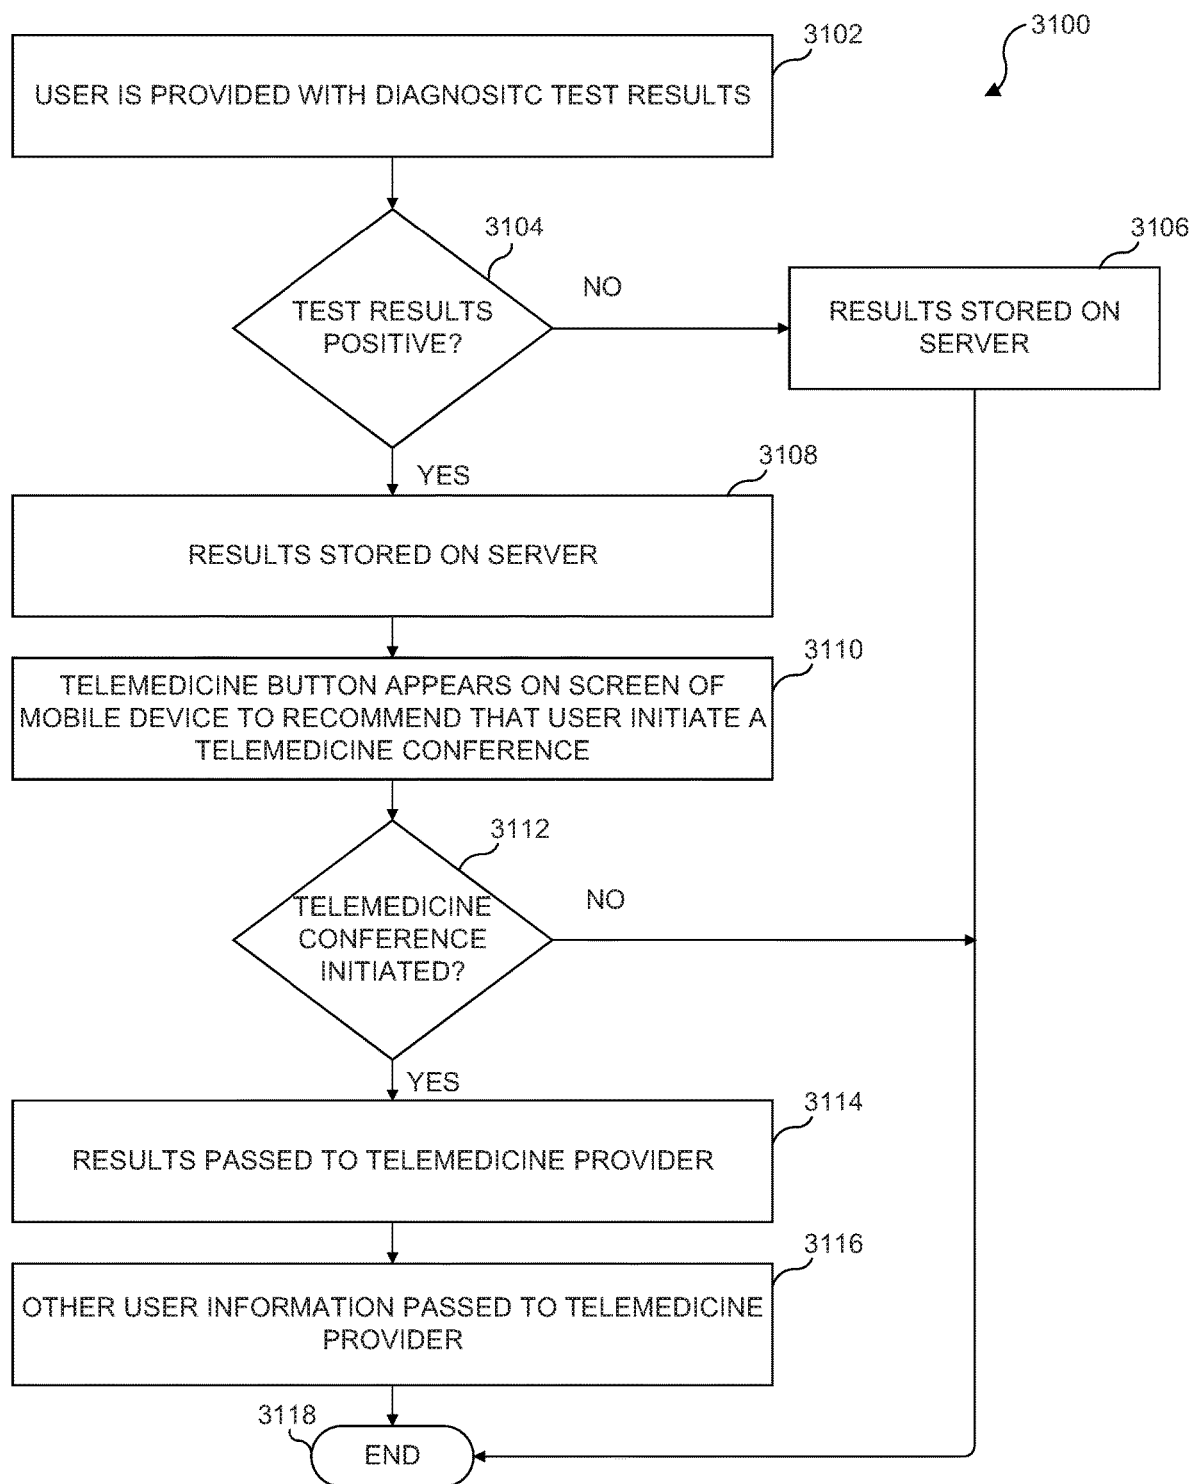 3100
3102
USER IS PROVIDED WITH DIAGNOSITC TEST RESULTS
3104
TEST RESULTS
POSITIVE?
NO
3106
RESULTS STORED ON
SERVER
YES
3108
RESULTS STORED ON SERVER
3110
TELEMEDICINE BUTTON APPEARS ON SCREEN OF
MOBILE DEVICE TO RECOMMEND THAT USER INITIATE A
TELEMEDICINE CONFERENCE
3112
TELEMEDICINE
CONFERENCE
INITIATED?
NO
YES
3114
RESULTS PASSED TO TELEMEDICINE PROVIDER
3116
OTHER USER INFORMATION PASSED TO TELEMEDICINE
PROVIDER
3118
END